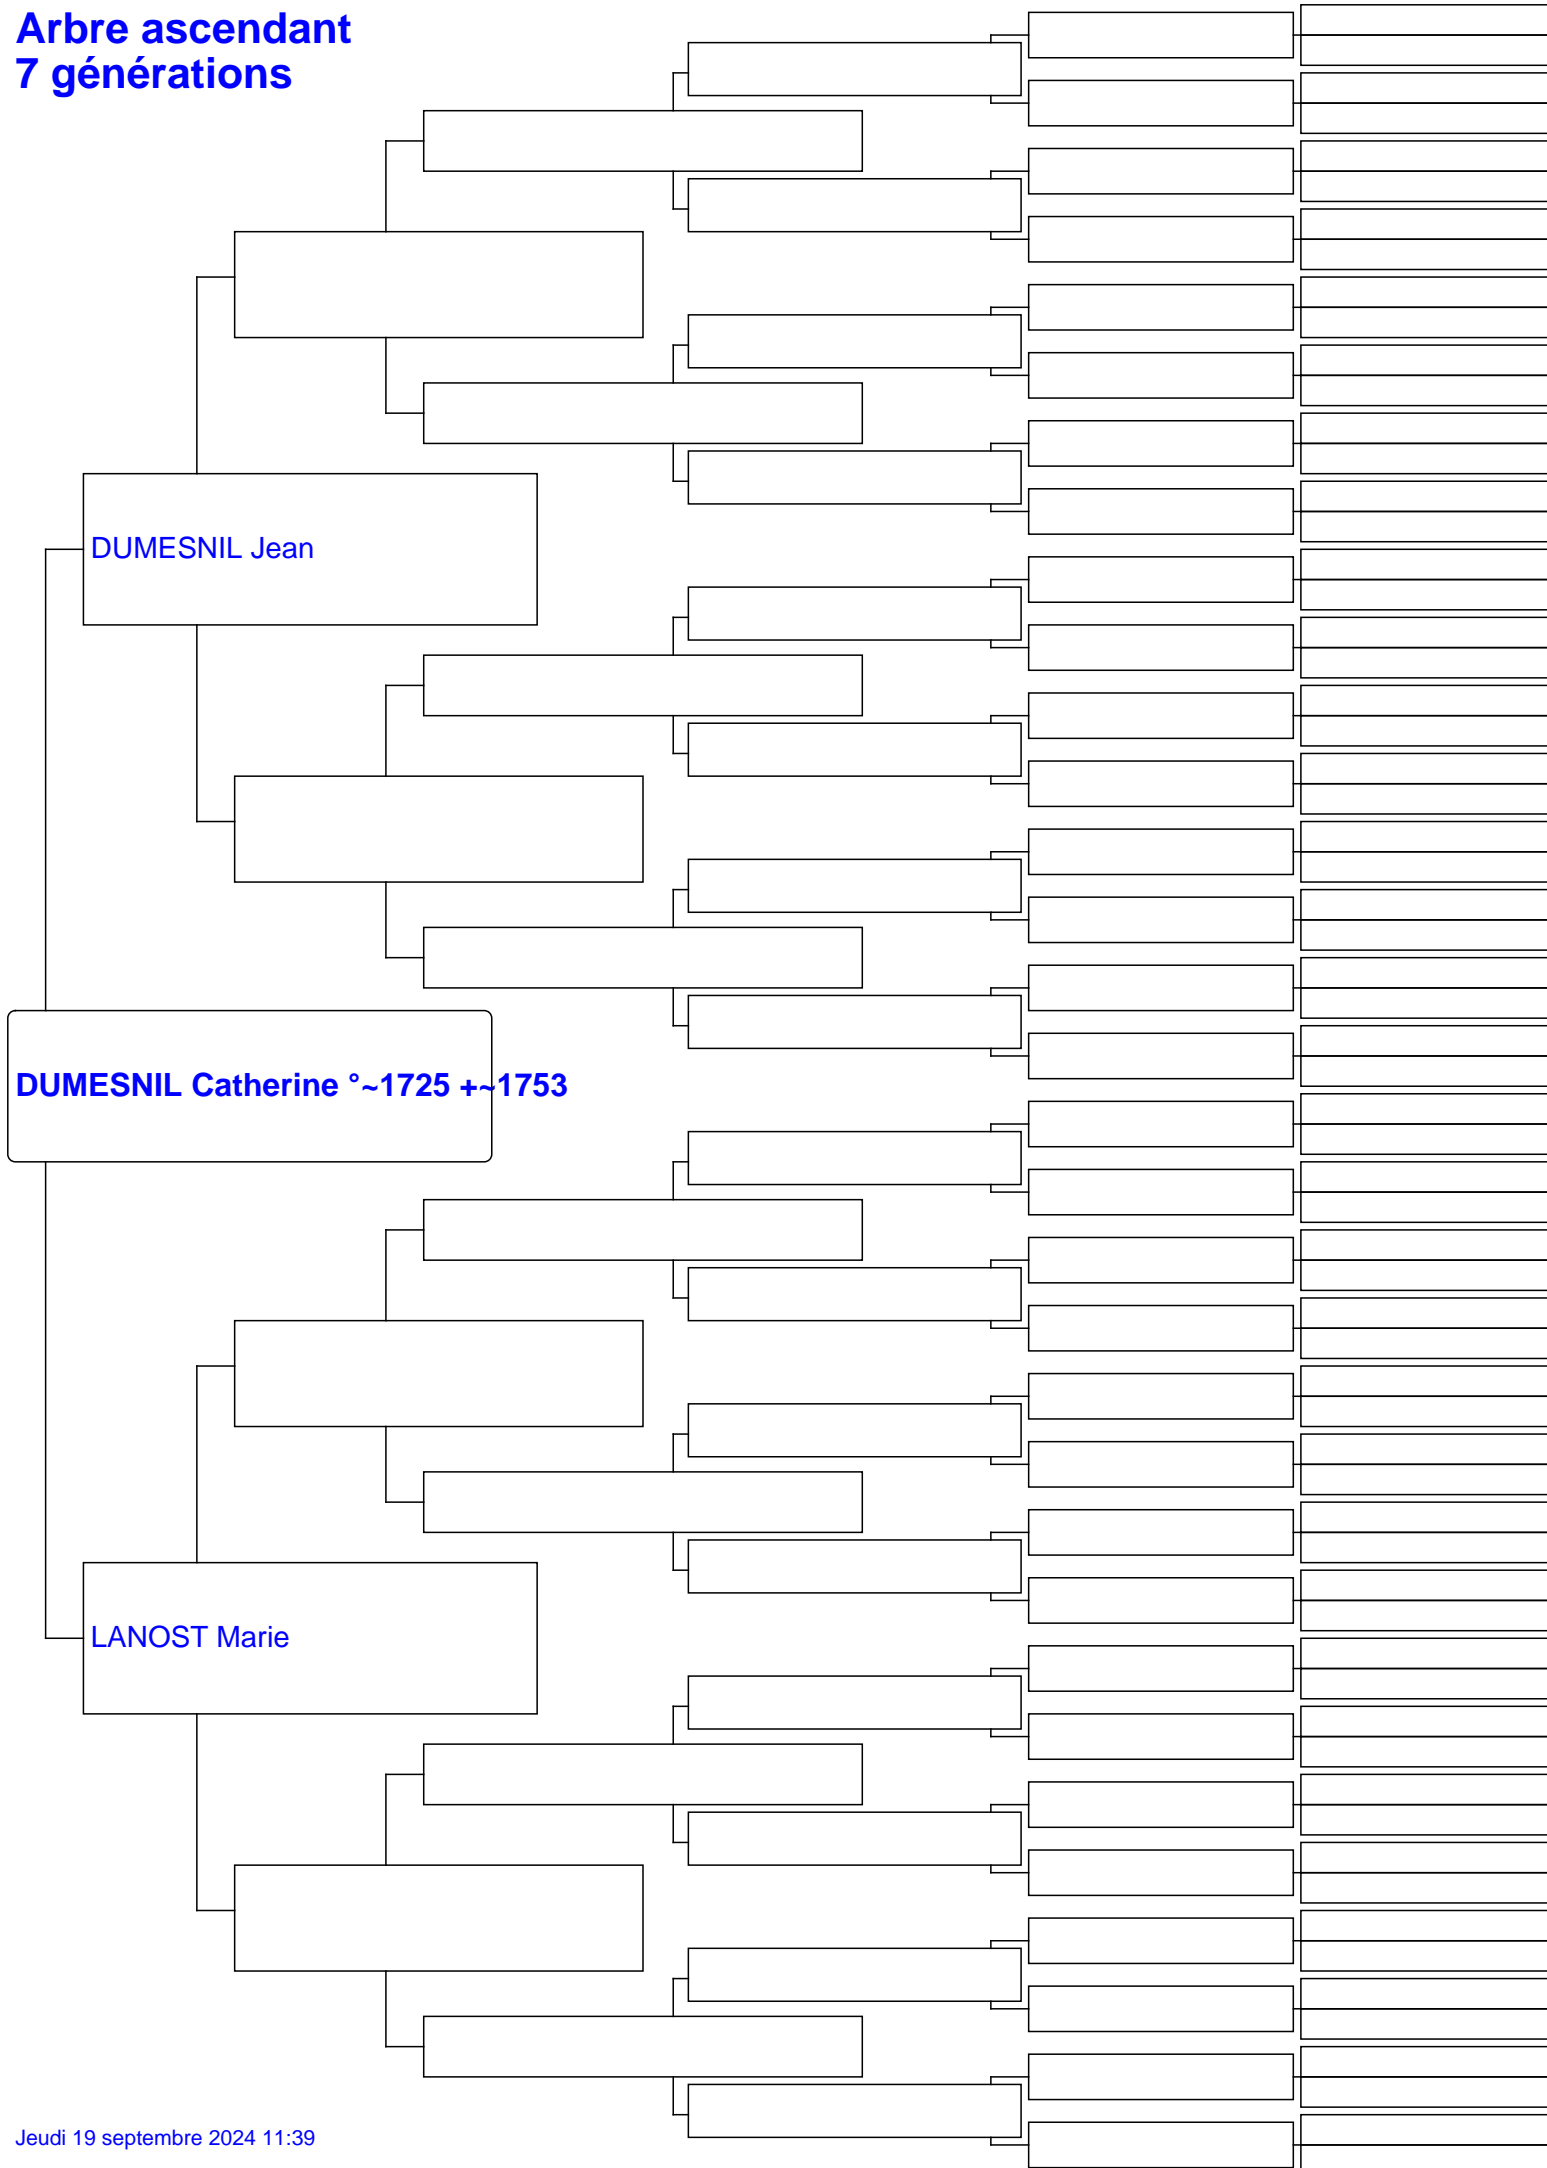 Arbre ascendant
7 générations
DUMESNIL Jean
DUMESNIL Catherine °~1725 +~1753
LANOST Marie
Jeudi 19 septembre 2024 11:39